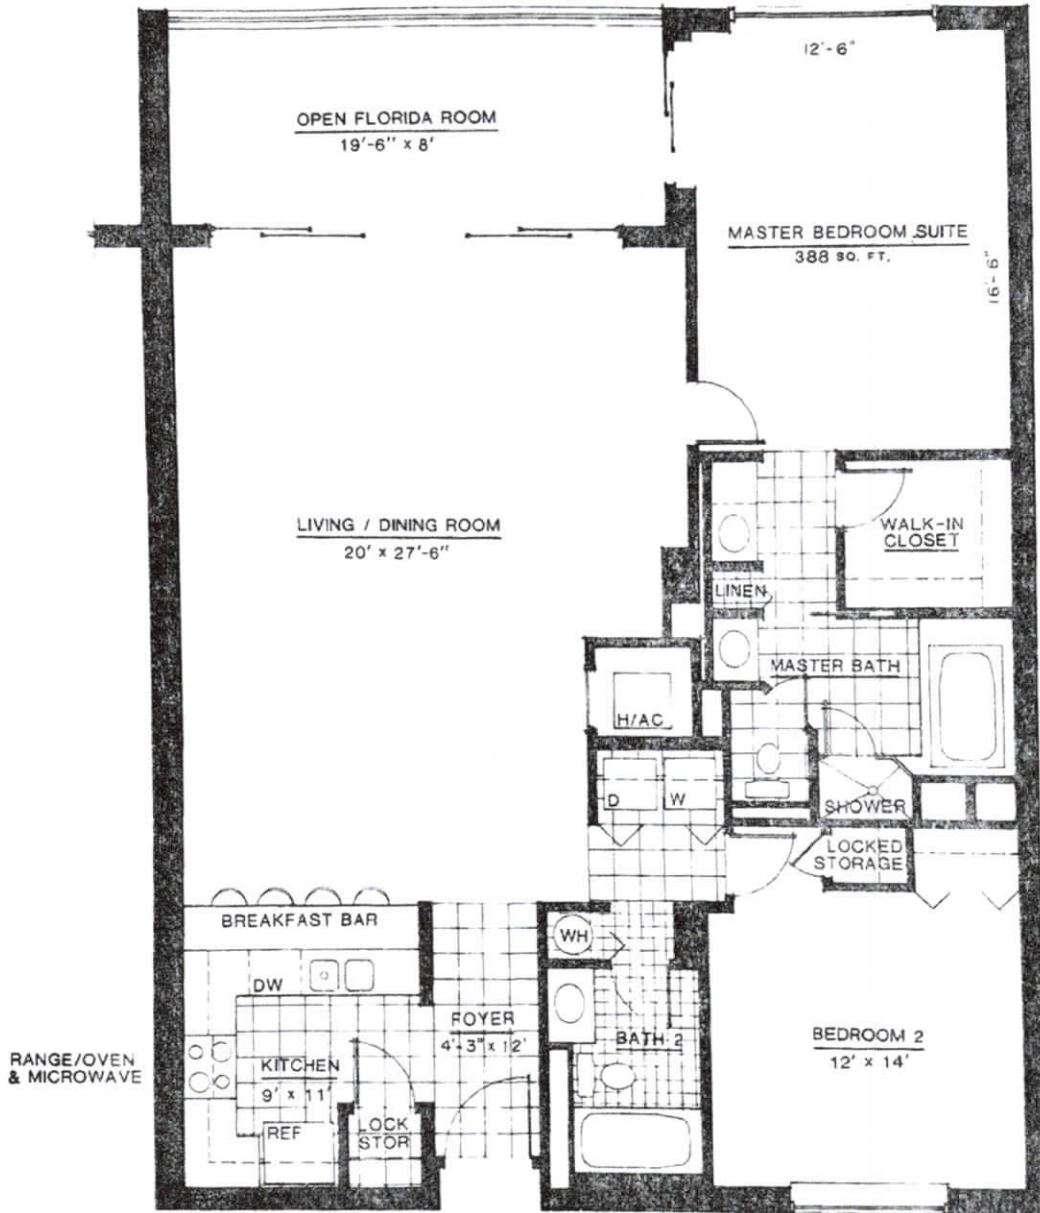 12'-6"
OPEN FLORIDA ROOM
19'-6" x 8'
MASTER BEDROOM SUITE
388 SQ. FT.
16'-6"
LIVING / DINING ROOM
20' x 27'-6"
WALK-IN
CLOSET
LINEN
MASTER BATH
H/AC
D
W
SHOWER
LOCKED
STORAGE
BREAKFAST BAR
WH
DW
FOYER
4'-3" x 12'
BATH 2
BEDROOM 2
12' x 14'
RANGE/OVEN
& MICROWAVE
KITCHEN
9' x 11'
REF
LOCK
STOR